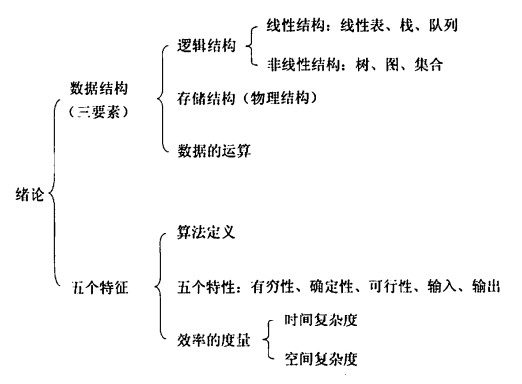 线性结构：线性表、栈、队列
逻辑结构
非线性结构：树、图、集合
数据结构
（三要素）
存储结构（物理结构）
数据的运算
绪论
算法定义
五个特征
五个特性：有穷性、确定性、可行性、输入、输出
时间复杂度
效率的度量
空间复杂度